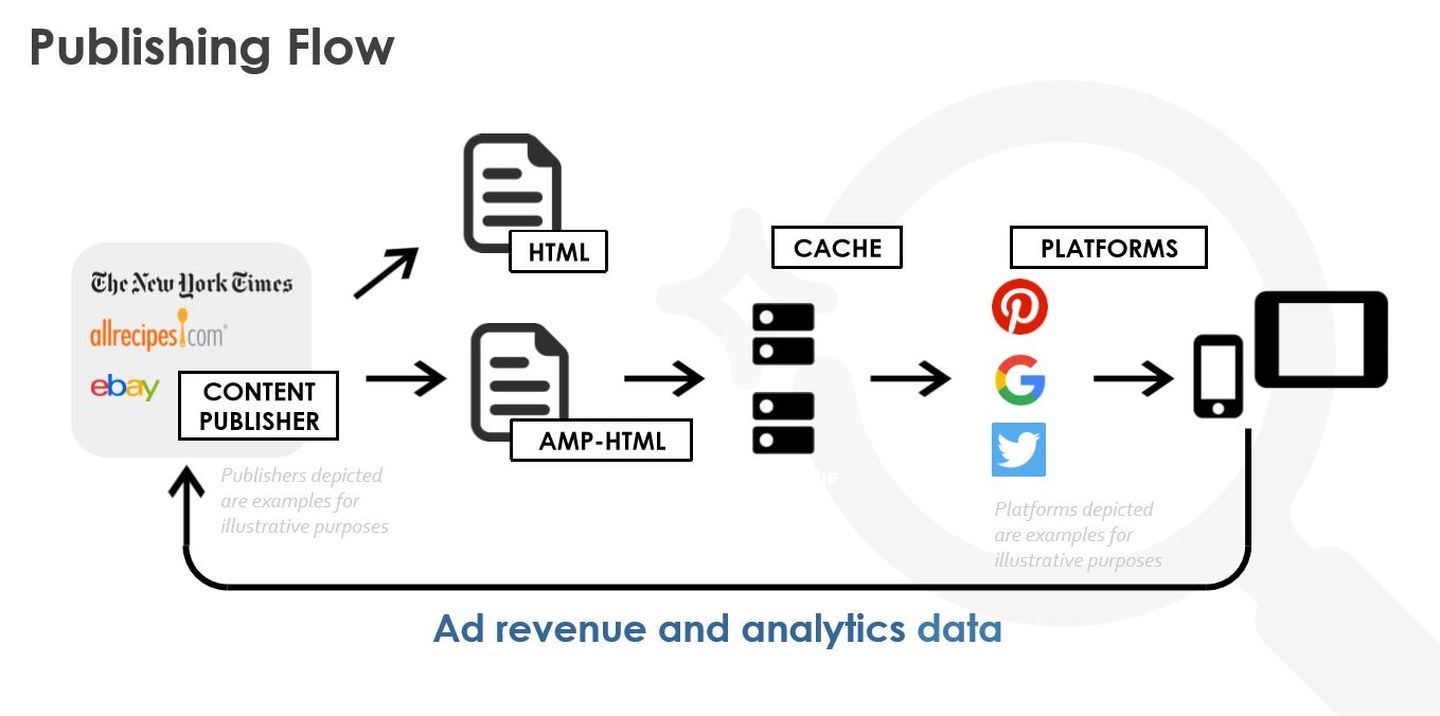 Publishing Flow
HTML
The New York Times
allrecipes.com
ebay
CONTENT
PUBLISHER
Publishers depicted
are examples for
illustrative purposes
AMP-HTML
CACHE
PLATFORMS
Platforms depicted
are examples for
illustrative purposes
Ad revenue and analytics data